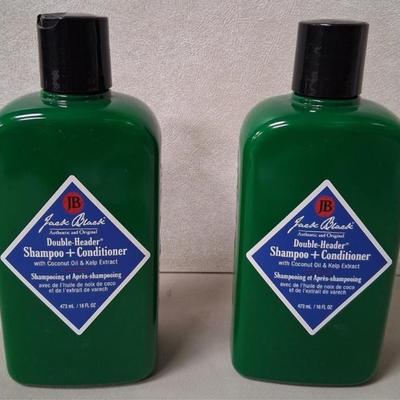 JB
Jack Black
Authentic and Original
Double-Header®
Shampoo + Conditioner
with Coconut Oil & Kelp Extract
Shampooing et Après-shampooing
avec de l'huile de noix de coco
et de l'extrait de varech
473 mL / 16 FL OZ
JB
Jack Black
Authentic and Original
Double-Header®
Shampoo + Conditioner
with Coconut Oil & Kelp Extract
Shampooing et Après-shampooing
avec de l'huile de noix de coco
et de l'extrait de varech
473 mL / 16 FL OZ